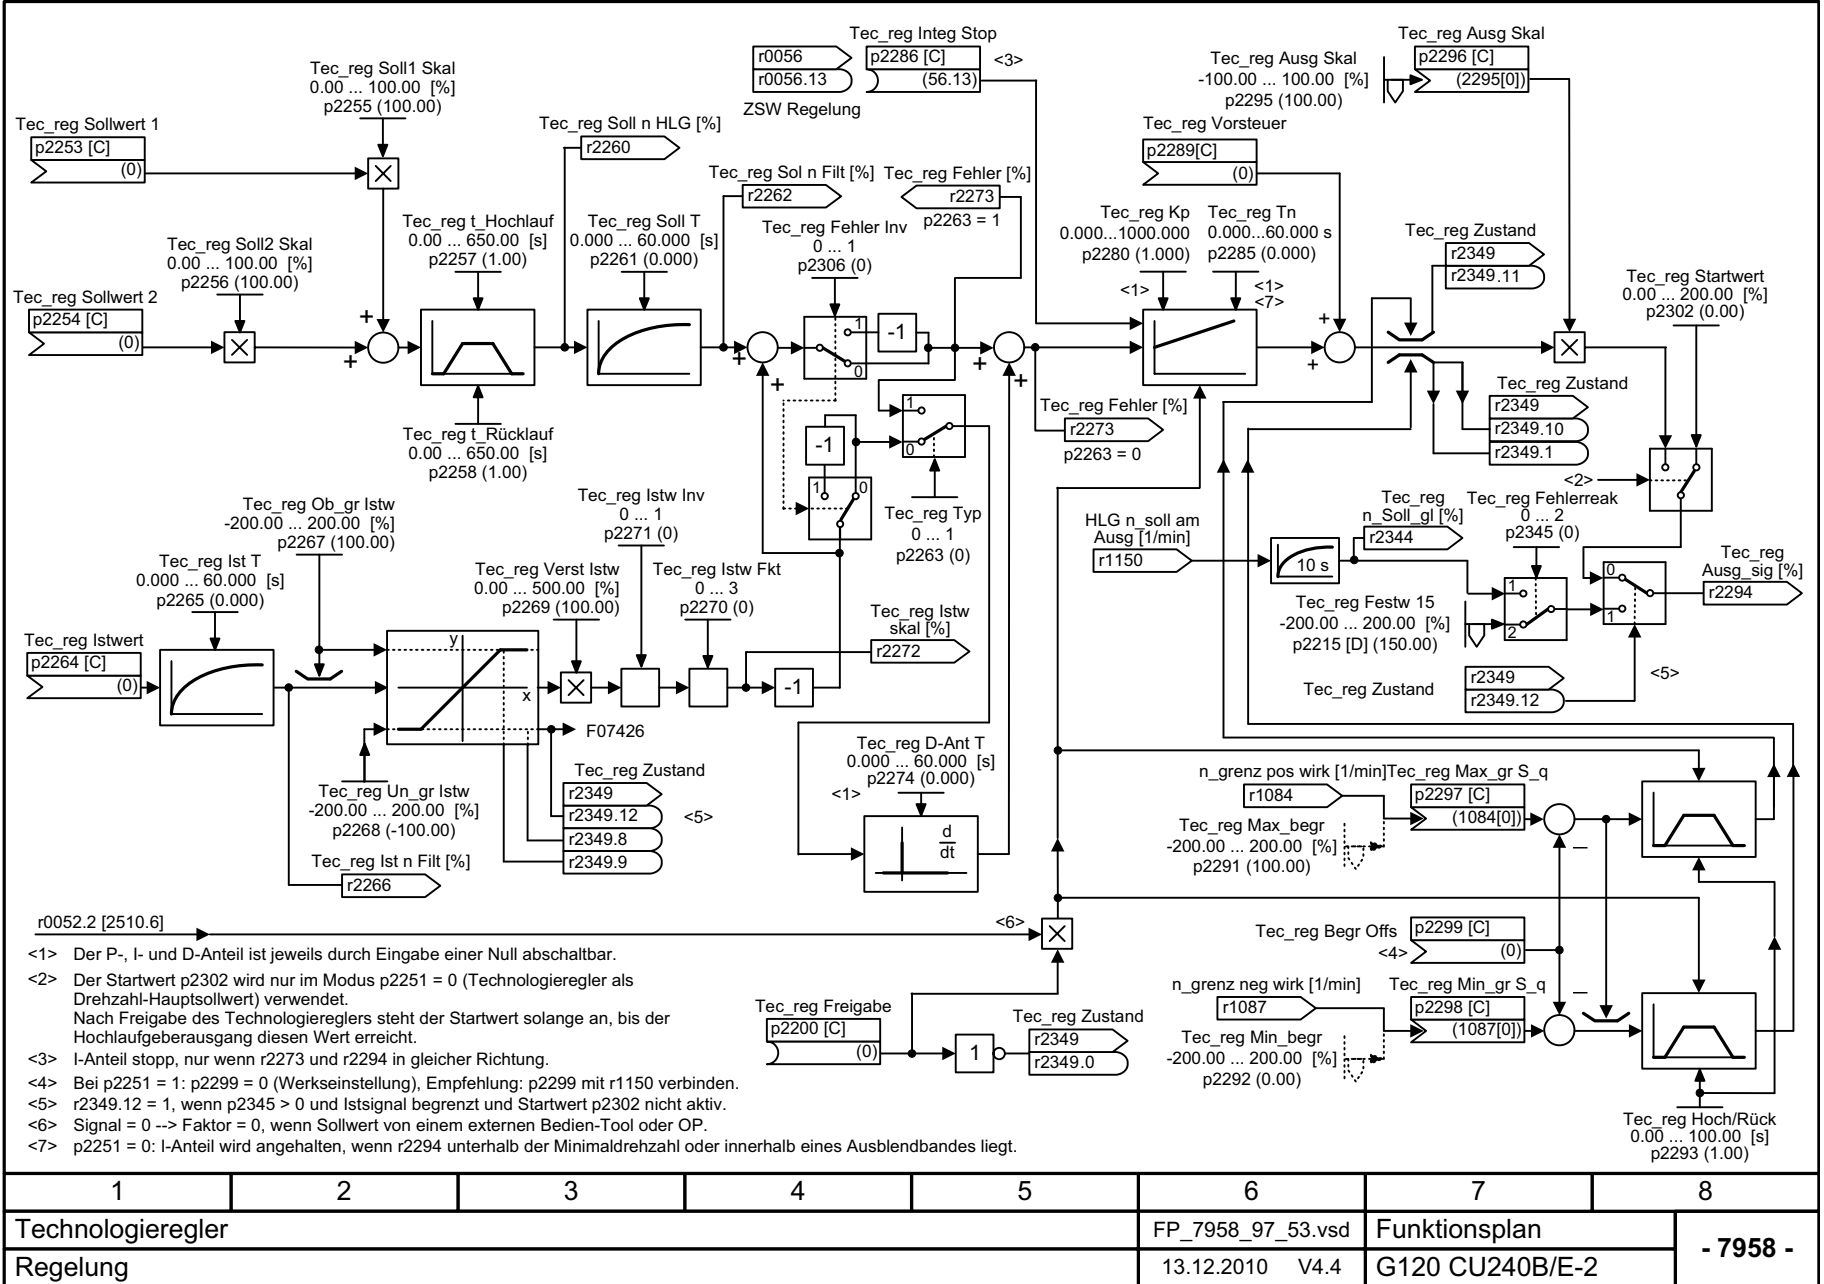 Tec_reg Sollwert 1
p2253 [C]
(0)
Tec_reg Soll1 Skal
0.00 ... 100.00 [%]
p2255 (100.00)
Tec_reg Sollwert 2
p2254 [C]
(0)
Tec_reg Soll2 Skal
0.00 ... 100.00 [%]
p2256 (100.00)
+
+
Tec_reg t_Hochlauf
0.00 ... 650.00 [s]
p2257 (1.00)
Tec_reg t_Rücklauf
0.00 ... 650.00 [s]
p2258 (1.00)
Tec_reg Soll n HLG [%]
r2260
Tec_reg Soll T
0.000 ... 60.000 [s]
p2261 (0.000)
Tec_reg Sol n Filt [%]
r2262
+
+
Tec_reg Fehler Inv
0 ... 1
p2306 (0)
1
0
-1
Tec_reg Fehler [%]
r2273
p2263 = 1
r0056
r0056.13
ZSW Regelung
Tec_reg Integ Stop
p2286 [C]
(56.13)
<3>
+
+
Tec_reg Fehler [%]
r2273
p2263 = 0
Tec_reg Kp
0.000...1000.000
p2280 (1.000)
<1>
Tec_reg Tn
0.000...60.000 s
p2285 (0.000)
<1>
<7>
Tec_reg Vorsteuer
p2289[C]
(0)
+
+
Tec_reg Ausg Skal
-100.00 ... 100.00 [%]
p2295 (100.00)
Tec_reg Ausg Skal
p2296 [C]
(2295[0])
Tec_reg Zustand
r2349
r2349.11
Tec_reg Zustand
r2349
r2349.10
r2349.1
Tec_reg Startwert
0.00 ... 200.00 [%]
p2302 (0.00)
<2>
-1
1
0
1
0
Tec_reg Typ
0 ... 1
p2263 (0)
HLG n_soll am
Ausg [1/min]
r1150
10 s
Tec_reg
n_Soll_gl [%]
r2344
Tec_reg Fehlerreak
0 ... 2
p2345 (0)
1
2
Tec_reg Festw 15
-200.00 ... 200.00 [%]
p2215 [D] (150.00)
0
1
Tec_reg
Ausg_sig [%]
r2294
Tec_reg Zustand
r2349
r2349.12
<5>
Tec_reg Istwert
p2264 [C]
(0)
Tec_reg Ist T
0.000 ... 60.000 [s]
p2265 (0.000)
Tec_reg Ob_gr Istw
-200.00 ... 200.00 [%]
p2267 (100.00)
y
x
Tec_reg Un_gr Istw
-200.00 ... 200.00 [%]
p2268 (-100.00)
Tec_reg Ist n Filt [%]
r2266
F07426
Tec_reg Zustand
r2349
r2349.12
r2349.8
r2349.9
<5>
Tec_reg Verst Istw
0.00 ... 500.00 [%]
p2269 (100.00)
Tec_reg Istw Inv
0 ... 1
p2271 (0)
Tec_reg Istw Fkt
0 ... 3
p2270 (0)
-1
Tec_reg Istw
skal [%]
r2272
Tec_reg D-Ant T
0.000 ... 60.000 [s]
p2274 (0.000)
<1>
d
dt
n_grenz pos wirk [1/min]
r1084
Tec_reg Max_begr
-200.00 ... 200.00 [%]
p2291 (100.00)
Tec_reg Max_gr S_q
p2297 [C]
(1084[0])
Tec_reg Begr Offs
<4>
p2299 [C]
(0)
n_grenz neg wirk [1/min]
r1087
Tec_reg Min_begr
-200.00 ... 200.00 [%]
p2292 (0.00)
Tec_reg Min_gr S_q
p2298 [C]
(1087[0])
Tec_reg Hoch/Rück
0.00 ... 100.00 [s]
p2293 (1.00)
r0052.2 [2510.6]
<6>
Tec_reg Freigabe
p2200 [C]
(0)
1
Tec_reg Zustand
r2349
r2349.0
<1> Der P-, I- und D-Anteil ist jeweils durch Eingabe einer Null abschaltbar.
<2> Der Startwert p2302 wird nur im Modus p2251 = 0 (Technologieregler als
Drehzahl-Hauptsollwert) verwendet.
Nach Freigabe des Technologiereglers steht der Startwert solange an, bis der
Hochlaufgeberausgang diesen Wert erreicht.
<3> I-Anteil stopp, nur wenn r2273 und r2294 in gleicher Richtung.
<4> Bei p2251 = 1: p2299 = 0 (Werkseinstellung), Empfehlung: p2299 mit r1150 verbinden.
<5> r2349.12 = 1, wenn p2345 > 0 und Istsignal begrenzt und Startwert p2302 nicht aktiv.
<6> Signal = 0 --> Faktor = 0, wenn Sollwert von einem externen Bedien-Tool oder OP.
<7> p2251 = 0: I-Anteil wird angehalten, wenn r2294 unterhalb der Minimaldrehzahl oder innerhalb eines Ausblendbandes liegt.
1 2 3 4 5 6 7 8
Technologieregler
Regelung
FP_7958_97_53.vsd
13.12.2010 V4.4
Funktionsplan
G120 CU240B/E-2
- 7958 -